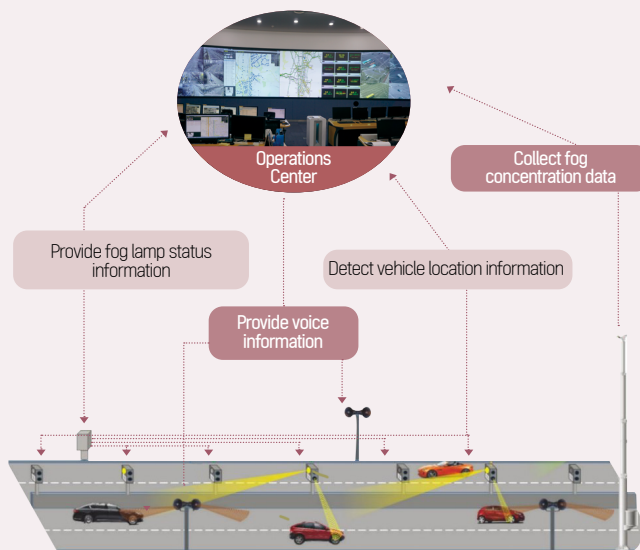 Operations
Center
Collect fog
concentration data
Provide fog lamp status
information
Detect vehicle location information
Provide voice
information